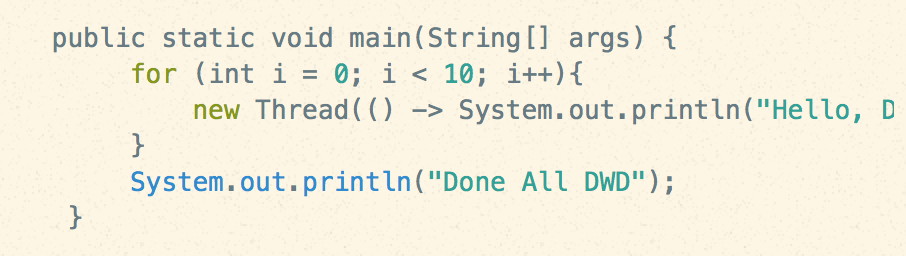 public static void main(String[] args) {
for (int i = 0; i < 10; i++){
new Thread(() -> System.out.println("Hello, D
}
System.out.println("Done All DWD");
}